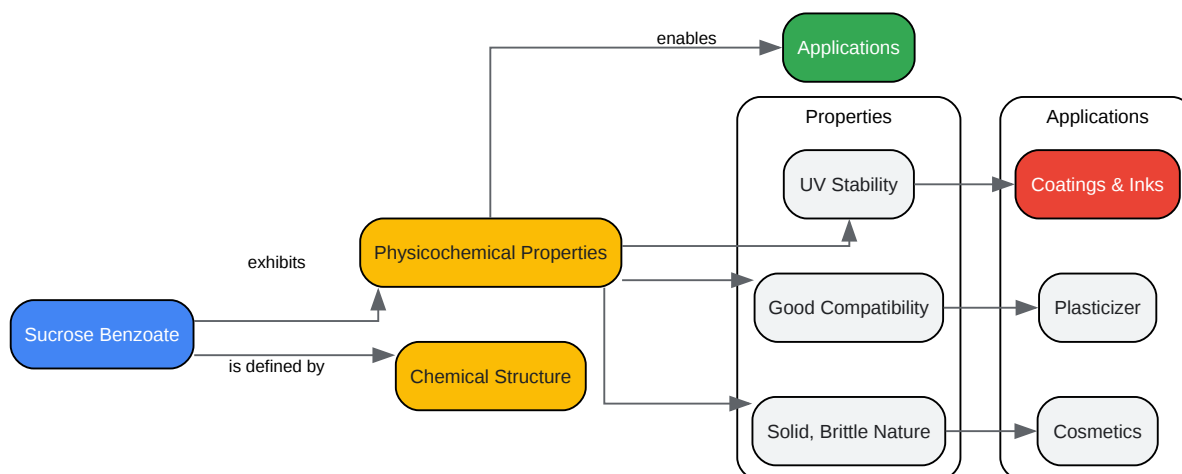 enables
Applications
Properties
Applications
UV Stability
Coatings & Inks
Physicochemical Properties
exhibits
Good Compatibility
Plasticizer
Sucrose Benzoate
is defined by
Chemical Structure
Solid, Brittle Nature
Cosmetics